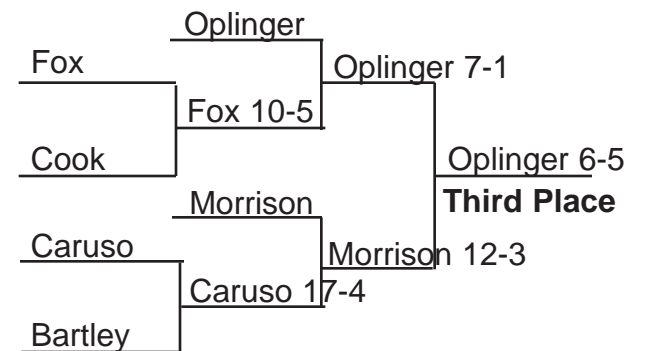 Oplinger
Fox
Oplinger 7-1
Fox 10-5
Cook
Oplinger 6-5
Third Place
Morrison
Caruso
Morrison 12-3
Caruso 17-4
Bartley